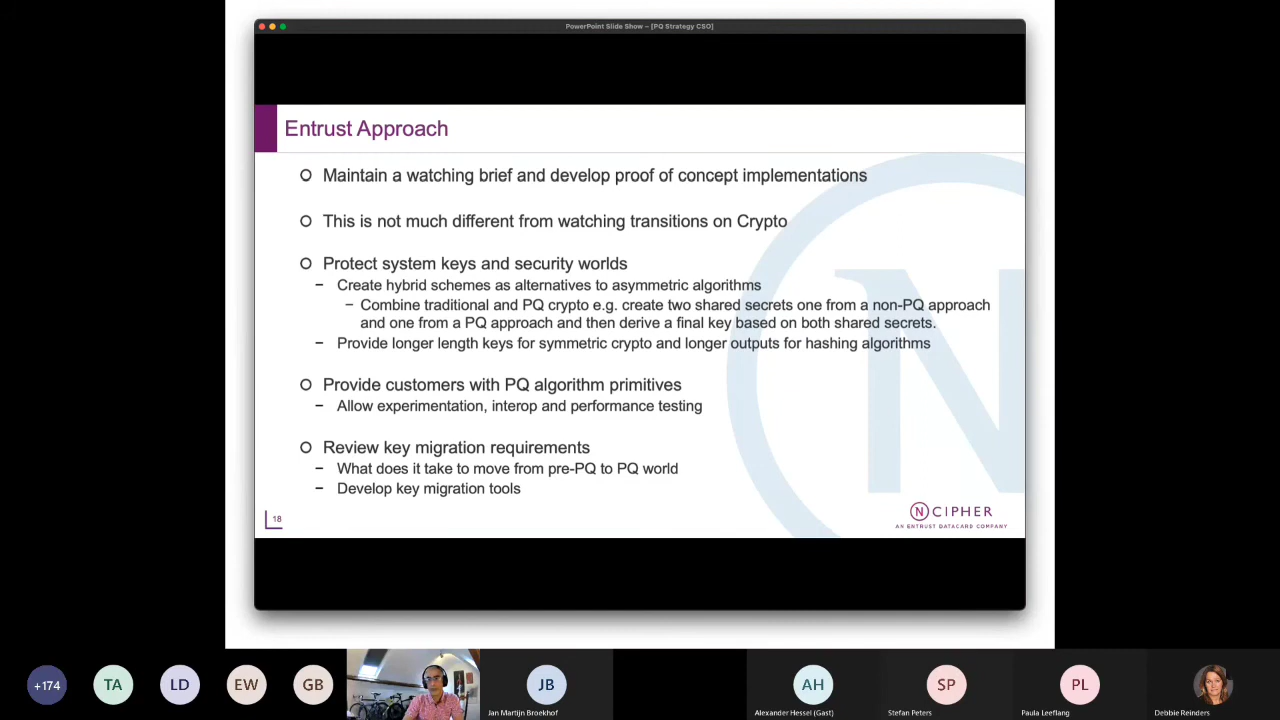 PowerPoint Slide Show – [PQ Strategy CSO]
Entrust Approach
Maintain a watching brief and develop proof of concept implementations
This is not much different from watching transitions on Crypto
Protect system keys and security worlds
– Create hybrid schemes as alternatives to asymmetric algorithms
– Combine traditional and PQ crypto e.g. create two shared secrets one from a non-PQ approach
and one from a PQ approach and then derive a final key based on both shared secrets.
– Provide longer length keys for symmetric crypto and longer outputs for hashing algorithms
Provide customers with PQ algorithm primitives
– Allow experimentation, interop and performance testing
Review key migration requirements
– What does it take to move from pre-PQ to PQ world
– Develop key migration tools
18
N CIPHER
AN ENTRUST DATACARD COMPANY
N
+174
TA
LD
EW
GB
JB
Jan Martijn Broekhof
AH
Alexander Hessel (Gast)
SP
Stefan Peters
PL
Paula Leeflang
Debbie Reinders